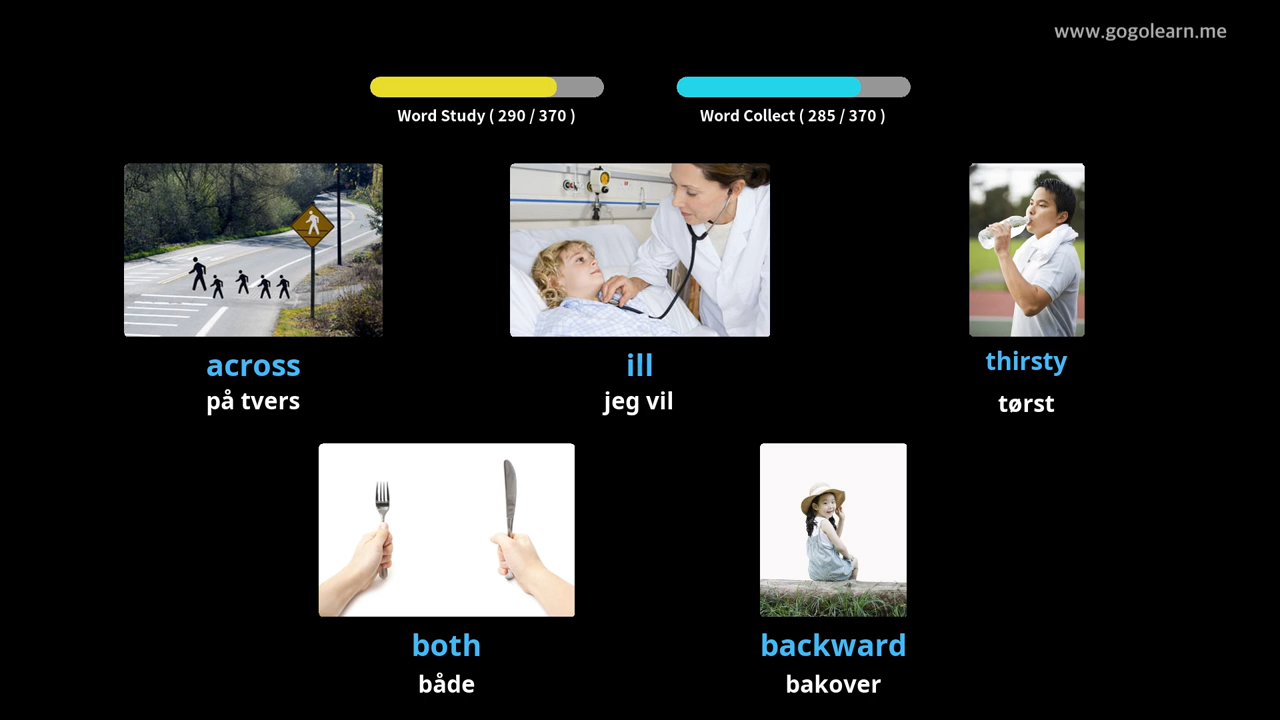 www.gogolearn.me
Word Study ( 290 / 370 )
Word Collect ( 285 / 370 )
across
på tvers
ill
jeg vil
thirsty
tørst
both
både
backward
bakover